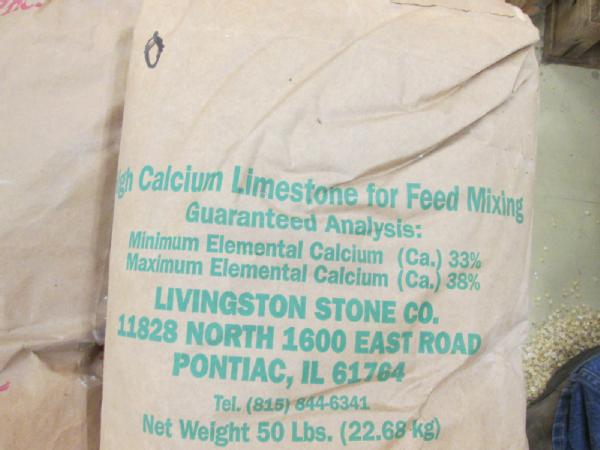 gh Calcium Limestone for Feed Mixing
Guaranteed Analysis:
Minimum Elemental Calcium (Ca.) 33%
Maximum Elemental Calcium (Ca.) 38%
LIVINGSTON STONE CO.
11828 NORTH 1600 EAST ROAD
PONTIAC, IL 61764
Tel. (815) 844-6341
Net Weight 50 Lbs. (22.68 kg)